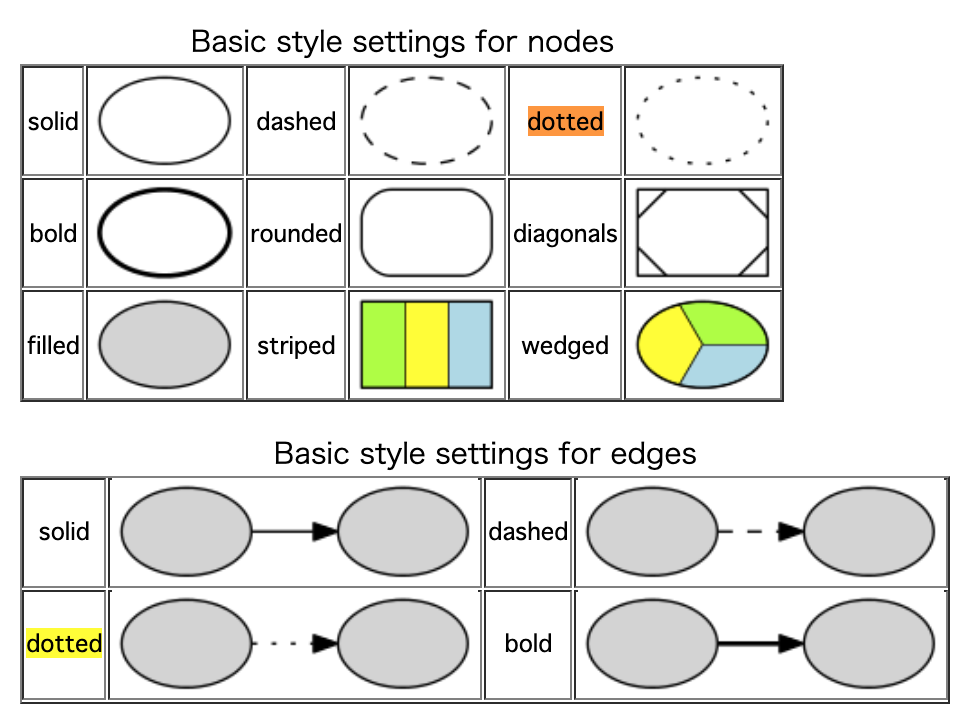 Basic style settings for nodes
solid dashed dotted
bold rounded diagonals
filled striped wedged
Basic style settings for edges
solid dashed
dotted bold